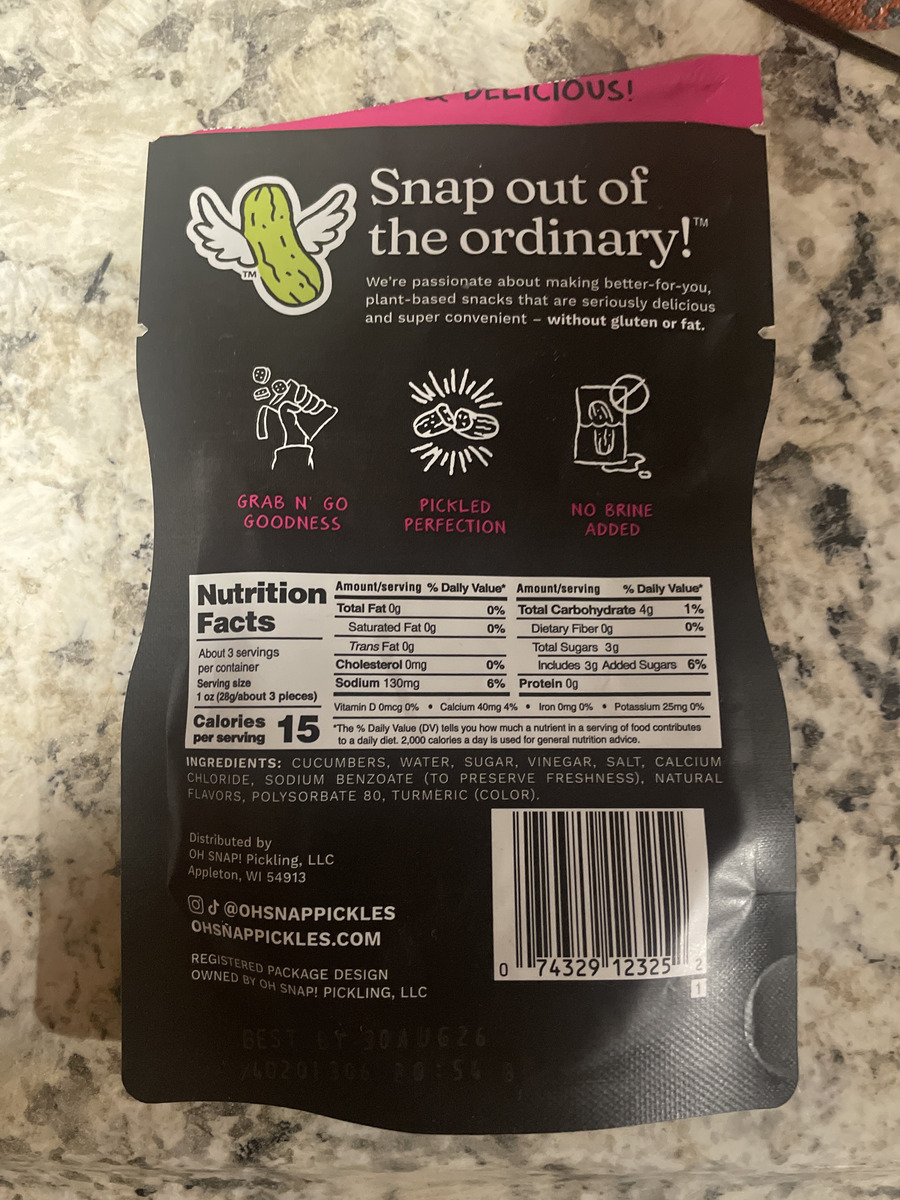 & DELICIOUS!
Snap out of
the ordinary!™
TM
We're passionate about making better-for-you,
plant-based snacks that are seriously delicious
and super convenient – without gluten or fat.
GRAB N' GO
GOODNESS
PICKLED
PERFECTION
NO BRINE
ADDED
Nutrition
Facts
About 3 servings
per container
Serving size
1 oz (28g/about 3 pieces)
Calories
per serving 15
Amount/serving % Daily Value*
Total Fat 0g 0%
Saturated Fat 0g 0%
Trans Fat 0g
Cholesterol 0mg 0%
Sodium 130mg 6%
Amount/serving % Daily Value*
Total Carbohydrate 4g 1%
Dietary Fiber 0g 0%
Total Sugars 3g
Includes 3g Added Sugars 6%
Protein 0g
Vitamin D 0mcg 0% • Calcium 40mg 4% • Iron 0mg 0% • Potassium 25mg 0%
*The % Daily Value (DV) tells you how much a nutrient in a serving of food contributes
to a daily diet. 2,000 calories a day is used for general nutrition advice.
INGREDIENTS: CUCUMBERS, WATER, SUGAR, VINEGAR, SALT, CALCIUM
CHLORIDE, SODIUM BENZOATE (TO PRESERVE FRESHNESS), NATURAL
FLAVORS, POLYSORBATE 80, TURMERIC (COLOR).
Distributed by
OH SNAP! Pickling, LLC
Appleton, WI 54913
@OHSNAPPICKLES
OHSNAPPICKLES.COM
REGISTERED PACKAGE DESIGN
OWNED BY OH SNAP! PICKLING, LLC
0 74329 12325 2
1
BEST BY 30AUG26
20:54